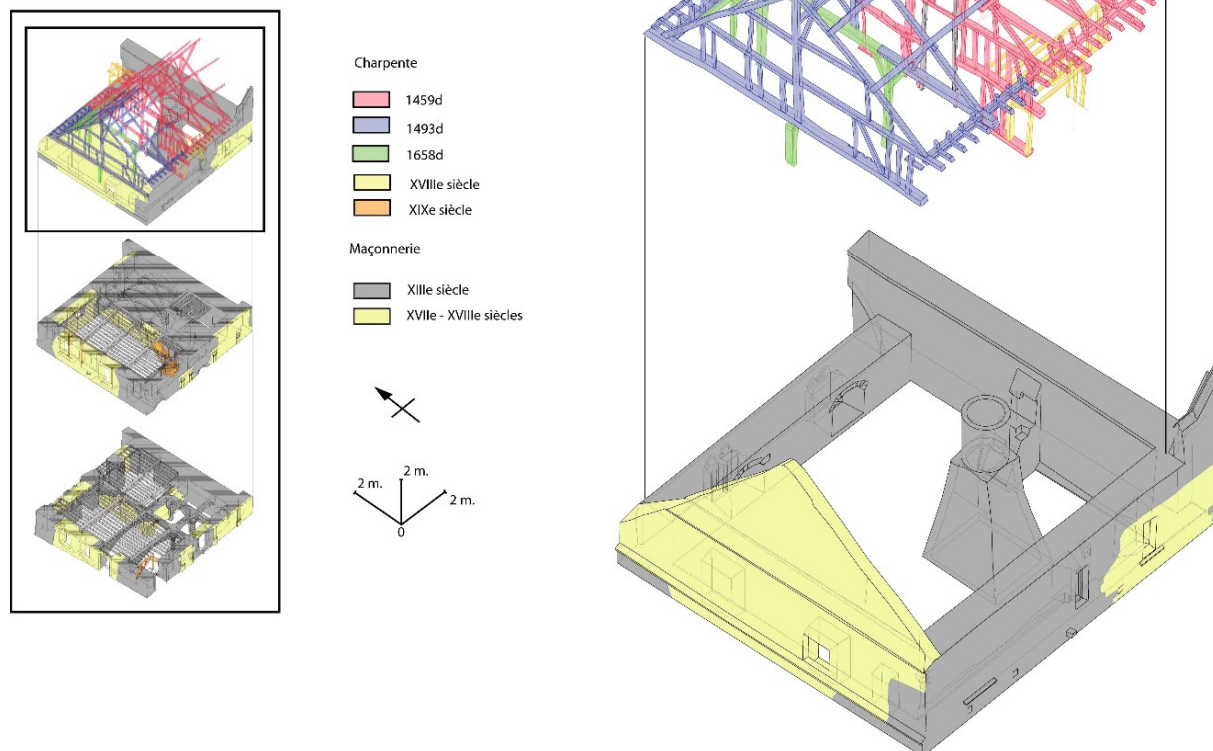 Charpente
1459d
1493d
1658d
XVIIIe siècle
XIXe siècle
Maçonnerie
XIIIe siècle
XVIIe - XVIIIe siècles
2 m.
2 m.
2 m.
0